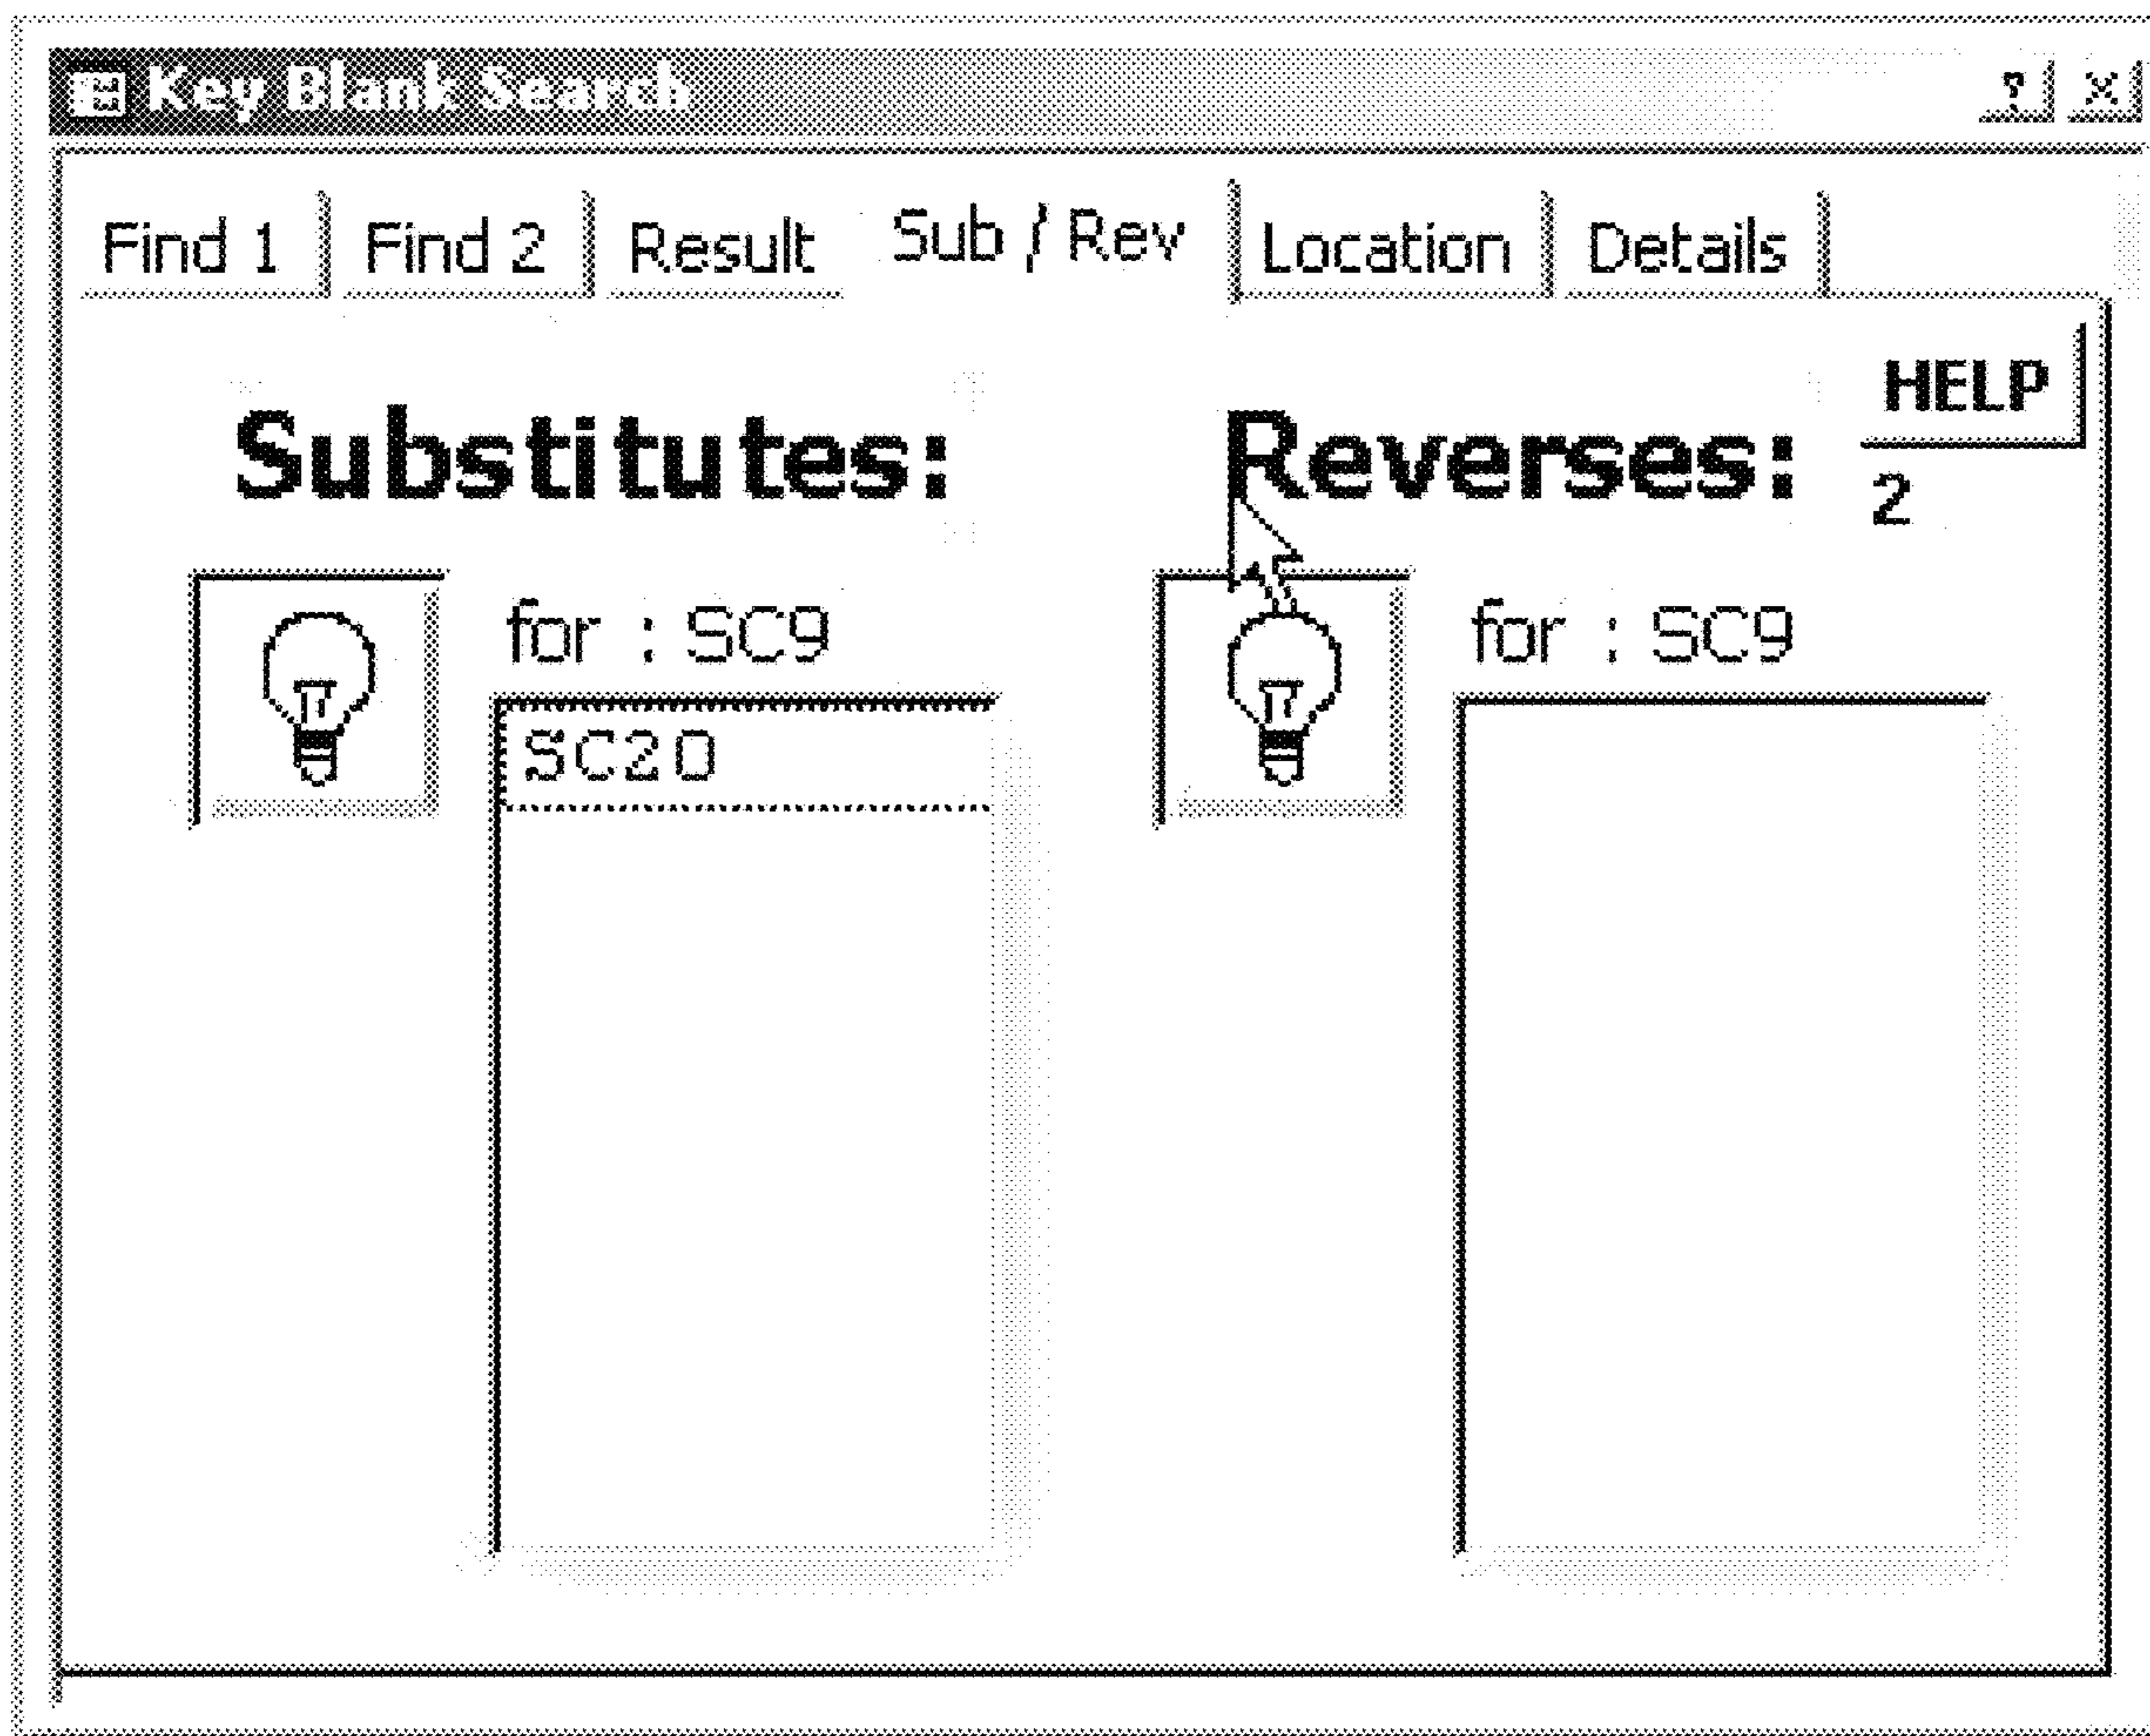 Key Blank Search ? X
Find 1 Find 2 Result Sub / Rev Location Details
HELP
Substitutes: Reverses:
2
for : SC9 for : SC9
SC20